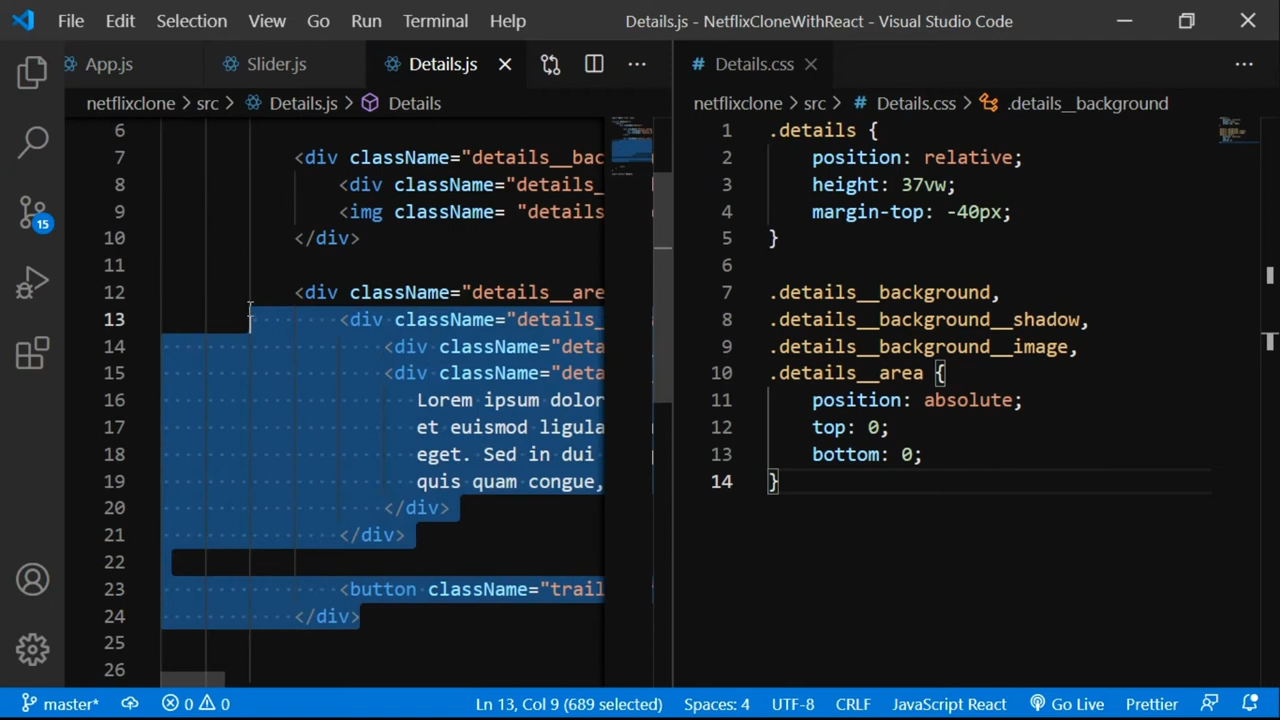 File Edit Selection View Go Run Terminal Help Details.js - NetflixCloneWithReact - Visual Studio Code
App.js Slider.js Details.js
# Details.css
netflixclone > src > Details.js > Details
netflixclone > src > # Details.css > .details__background
6
7 <div className="details__bac
8 <div className="details_
9 <img className= "details
10 </div>
11
12 <div className="details__are
13 <div className="details_
14 <div className="deta
15 <div className="deta
16 Lorem ipsum dolor
17 et euismod ligula
18 eget. Sed in dui
19 quis quam congue,
20 </div>
21 </div>
22
23 <button className="trail
24 </div>
25
26
1 .details {
2 position: relative;
3 height: 37vw;
4 margin-top: -40px;
5 }
6
7 .details__background,
8 .details__background__shadow,
9 .details__background__image,
10 .details__area {
11 position: absolute;
12 top: 0;
13 bottom: 0;
14 }
15
master* 0 0 Ln 13, Col 9 (689 selected) Spaces: 4 UTF-8 CRLF JavaScript React Go Live Prettier